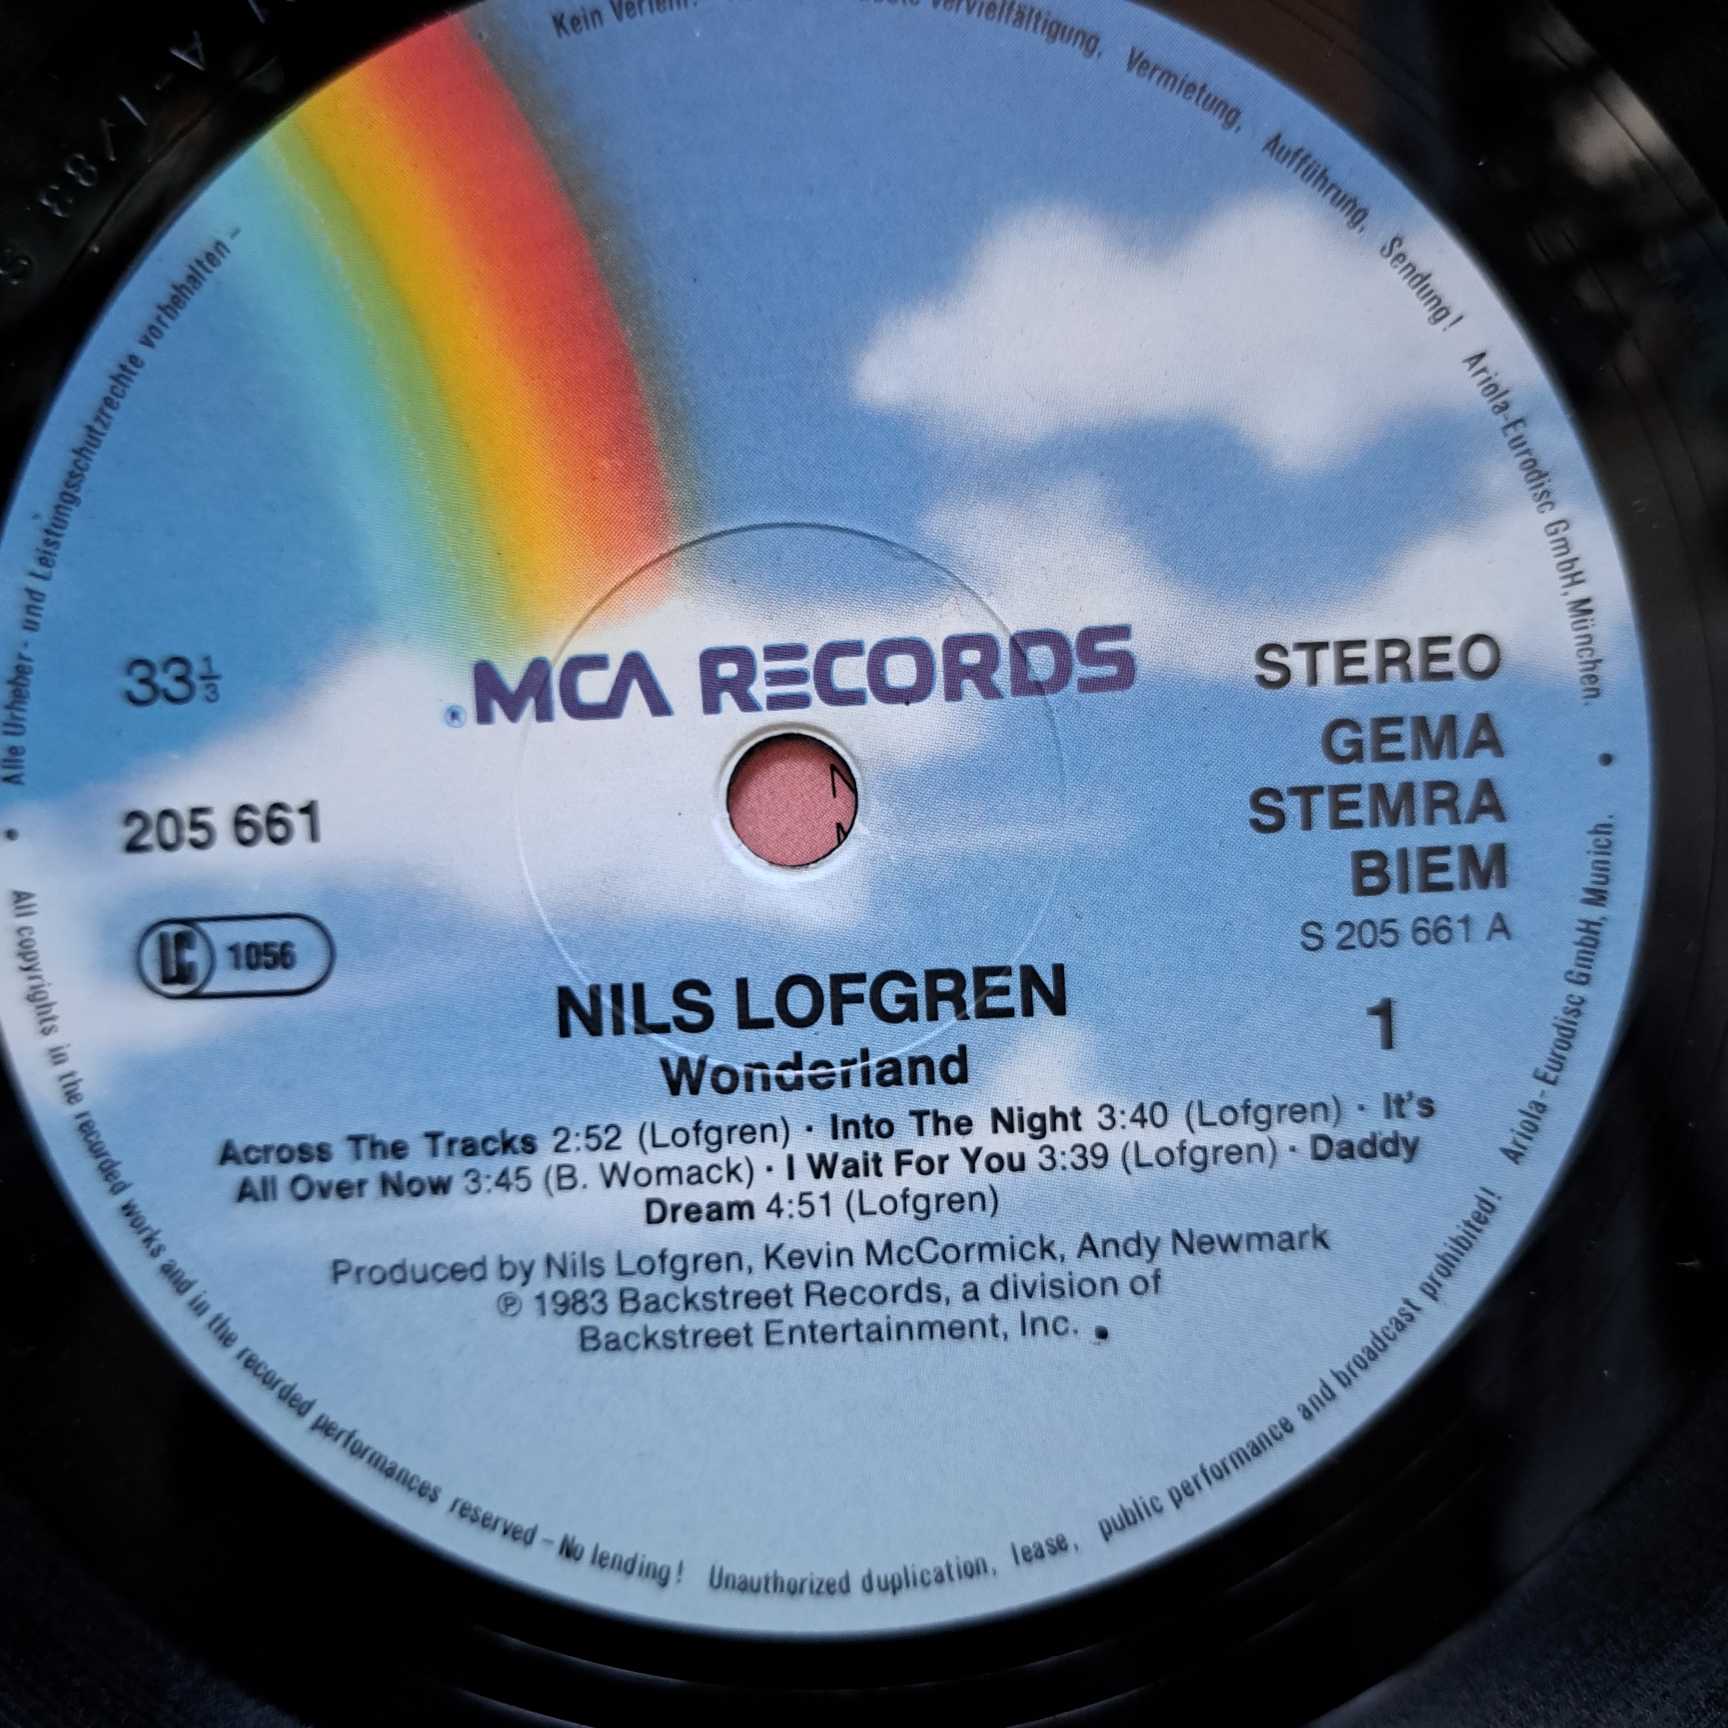 Alle Urheber- und Leistungsschutzrechte vorbehalten –
Kein Verleih! Vervielfältigung, Vermietung, Aufführung, Sendung! Ariola-Eurodisc GmbH, München.
33 1/3
® MCA RECORDS
STEREO
GEMA
STEMRA
BIEM
205 661
S 205 661 A
LC 1056
1
NILS LOFGREN
Wonderland
Across The Tracks 2:52 (Lofgren) · Into The Night 3:40 (Lofgren) · It's
All Over Now 3:45 (B. Womack) · I Wait For You 3:39 (Lofgren) · Daddy
Dream 4:51 (Lofgren)
Produced by Nils Lofgren, Kevin McCormick, Andy Newmark
℗ 1983 Backstreet Records, a division of
Backstreet Entertainment, Inc.
All copyrights in the recorded works and in the recorded performances reserved – No lending! Unauthorized duplication, lease, public performance and broadcast prohibited! Ariola-Eurodisc GmbH, Munich.